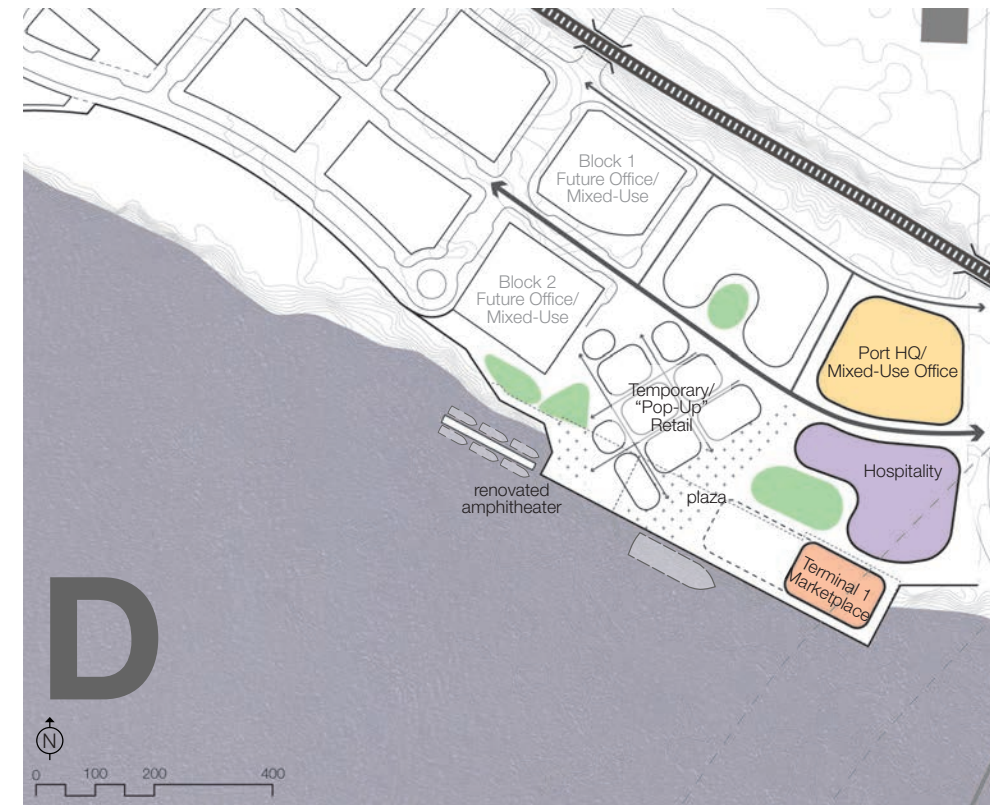 Block 1
Future Office/
Mixed-Use
Block 2
Future Office/
Mixed-Use
Port HQ/
Mixed-Use Office
Temporary/
“Pop-Up”
Retail
Hospitality
plaza
renovated
amphitheater
Terminal 1
Marketplace
D
N
0 100 200 400